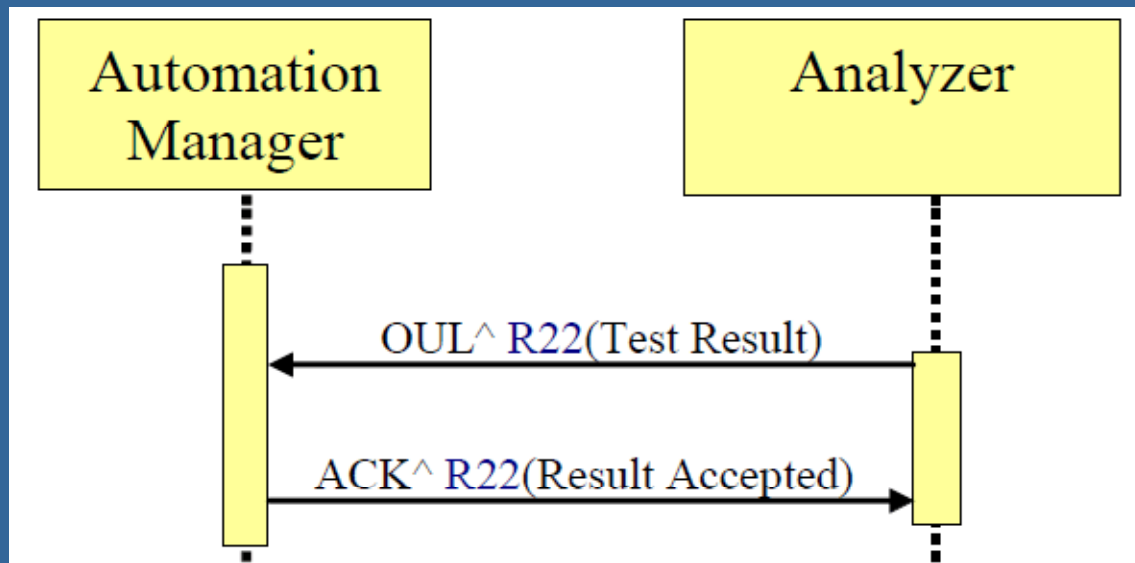 Automation
Manager
Analyzer
OUL^ R22(Test Result)
ACK^ R22(Result Accepted)